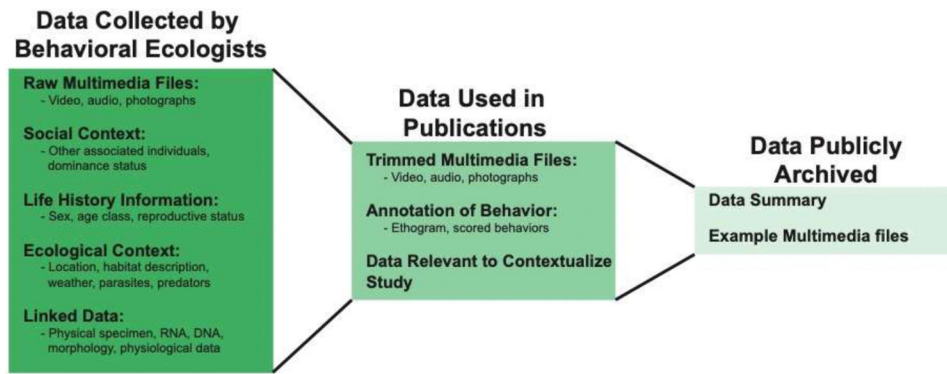 Data Collected by
Behavioral Ecologists
Raw Multimedia Files:
- Video, audio, photographs
Social Context:
- Other associated individuals,
dominance status
Life History Information:
- Sex, age class, reproductive status
Ecological Context:
- Location, habitat description,
weather, parasites, predators
Linked Data:
- Physical specimen, RNA, DNA,
morphology, physiological data
Data Used in
Publications
Trimmed Multimedia Files:
- Video, audio, photographs
Annotation of Behavior:
- Ethogram, scored behaviors
Data Relevant to Contextualize
Study
Data Publicly
Archived
Data Summary
Example Multimedia files